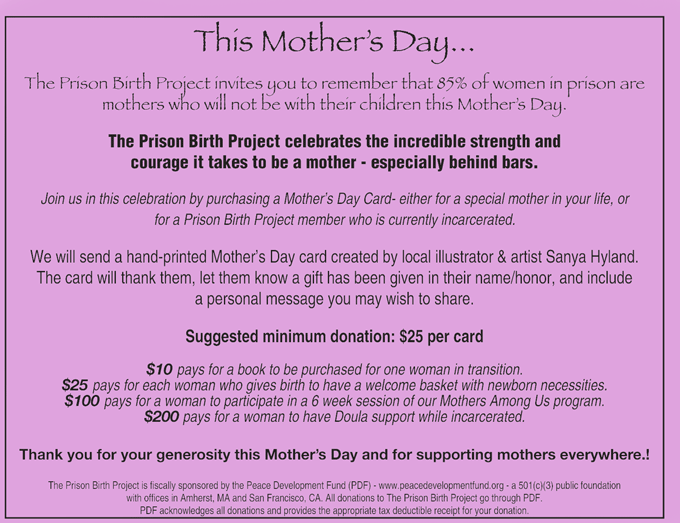 This Mother's Day...
The Prison Birth Project invites you to remember that 85% of women in prison are
mothers who will not be with their children this Mother's Day.
The Prison Birth Project celebrates the incredible strength and
courage it takes to be a mother - especially behind bars.
Join us in this celebration by purchasing a Mother's Day Card- either for a special mother in your life, or
for a Prison Birth Project member who is currently incarcerated.
We will send a hand-printed Mother's Day card created by local illustrator & artist Sanya Hyland.
The card will thank them, let them know a gift has been given in their name/honor, and include
a personal message you may wish to share.
Suggested minimum donation: $25 per card
$10 pays for a book to be purchased for one woman in transition.
$25 pays for each woman who gives birth to have a welcome basket with newborn necessities.
$100 pays for a woman to participate in a 6 week session of our Mothers Among Us program.
$200 pays for a woman to have Doula support while incarcerated.
Thank you for your generosity this Mother's Day and for supporting mothers everywhere.!
The Prison Birth Project is fiscally sponsored by the Peace Development Fund (PDF) - www.peacedevelopmentfund.org - a 501(c)(3) public foundation
with offices in Amherst, MA and San Francisco, CA. All donations to The Prison Birth Project go through PDF.
PDF acknowledges all donations and provides the appropriate tax deductible receipt for your donation.